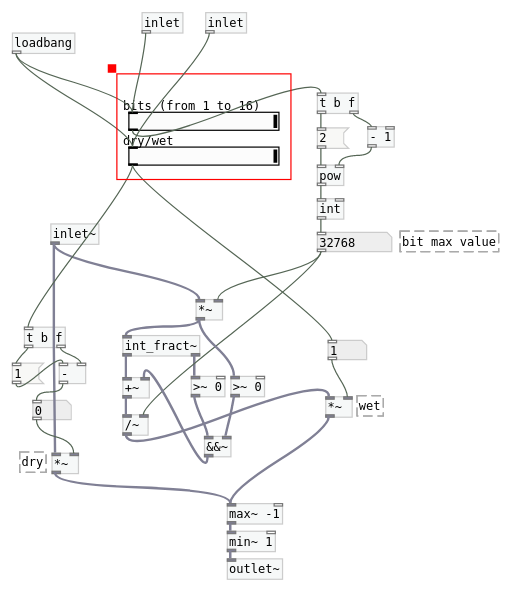 inlet
inlet
loadbang
bits (from 1 to 16)
t b f
dry/wet
2
- 1
pow
int
inlet~
32768
bit max value
*~
t b f
int_fract~
1
1
-
+~
>~ 0
>~ 0
0
/~
*~
wet
&&~
dry
*~
max~ -1
min~ 1
outlet~